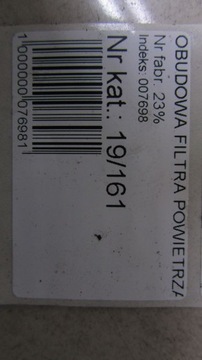 OBUDOWA FILTRA POWIETRZA
Nr fabr. 23%
Indeks: 007698
Nr kat.: 19/161
1000000076981